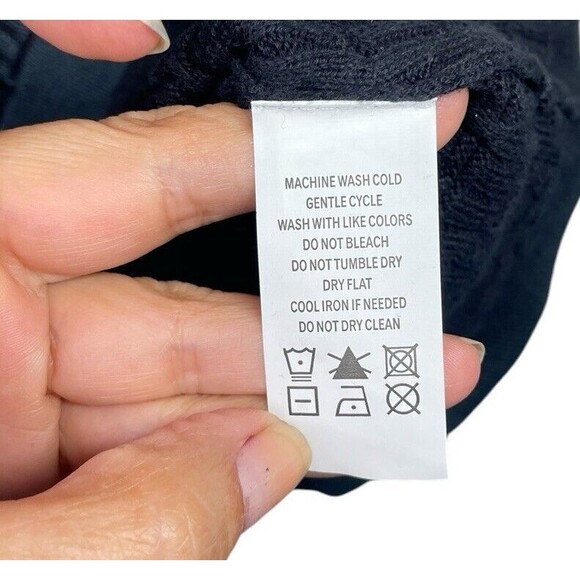 MACHINE WASH COLD
GENTLE CYCLE
WASH WITH LIKE COLORS
DO NOT BLEACH
DO NOT TUMBLE DRY
DRY FLAT
COOL IRON IF NEEDED
DO NOT DRY CLEAN